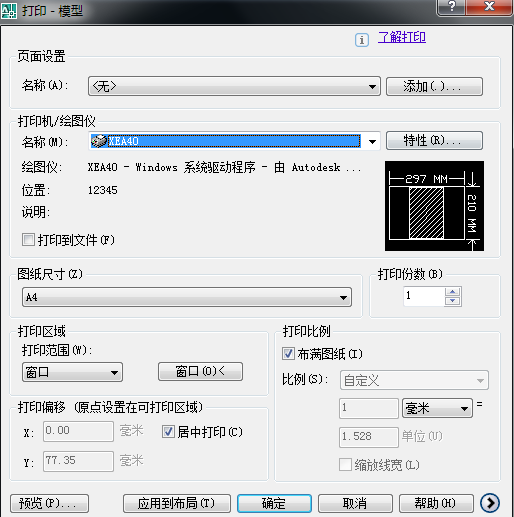 打印 - 模型
了解打印
页面设置
名称(A): <无> 添加(.)...
打印机/绘图仪
名称(M): XEA40 特性(R)...
绘图仪: XEA40 - Windows 系统驱动程序 - 由 Autodesk ...
位置: 12345
说明:
打印到文件(F)
297 MM
210 MM
图纸尺寸(Z)
A4
打印份数(B)
1
打印区域
打印范围(W):
窗口 窗口(O)<
打印比例
布满图纸(I)
比例(S): 自定义
1 毫米 =
1.528 单位(U)
缩放线宽(L)
打印偏移 (原点设置在可打印区域)
X: 0.00 毫米 居中打印(C)
Y: 77.35 毫米
预览(P)... 应用到布局(T) 确定 取消 帮助(H)